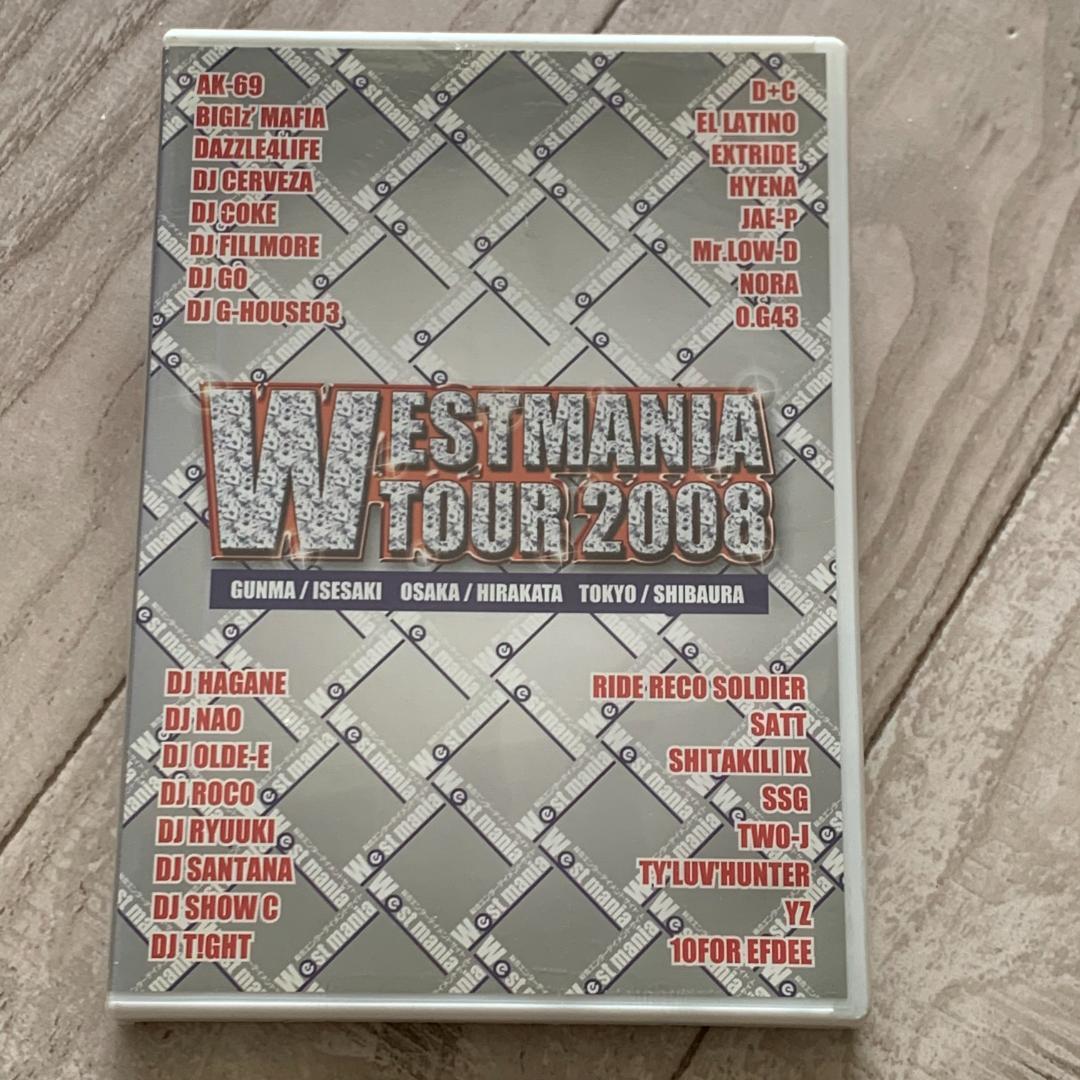 AK-69
BIGIz' MAFIA
DAZZLE4LIFE
DJ CERVEZA
DJ COKE
DJ FILLMORE
DJ GO
DJ G-HOUSE03
D+C
EL LATINO
EXTRIDE
HYENA
JAE-P
Mr.LOW-D
NORA
O.G43
WESTMANIA
TOUR 2008
GUNMA / ISESAKI OSAKA / HIRAKATA TOKYO / SHIBAURA
DJ HAGANE
DJ NAO
DJ OLDE-E
DJ ROCO
DJ RYUUKI
DJ SANTANA
DJ SHOW C
DJ T!GHT
RIDE RECO SOLDIER
SATT
SHITAKILI IX
SSG
TWO-J
TY'LUV'HUNTER
YZ
10FOR EFDEE
West mania